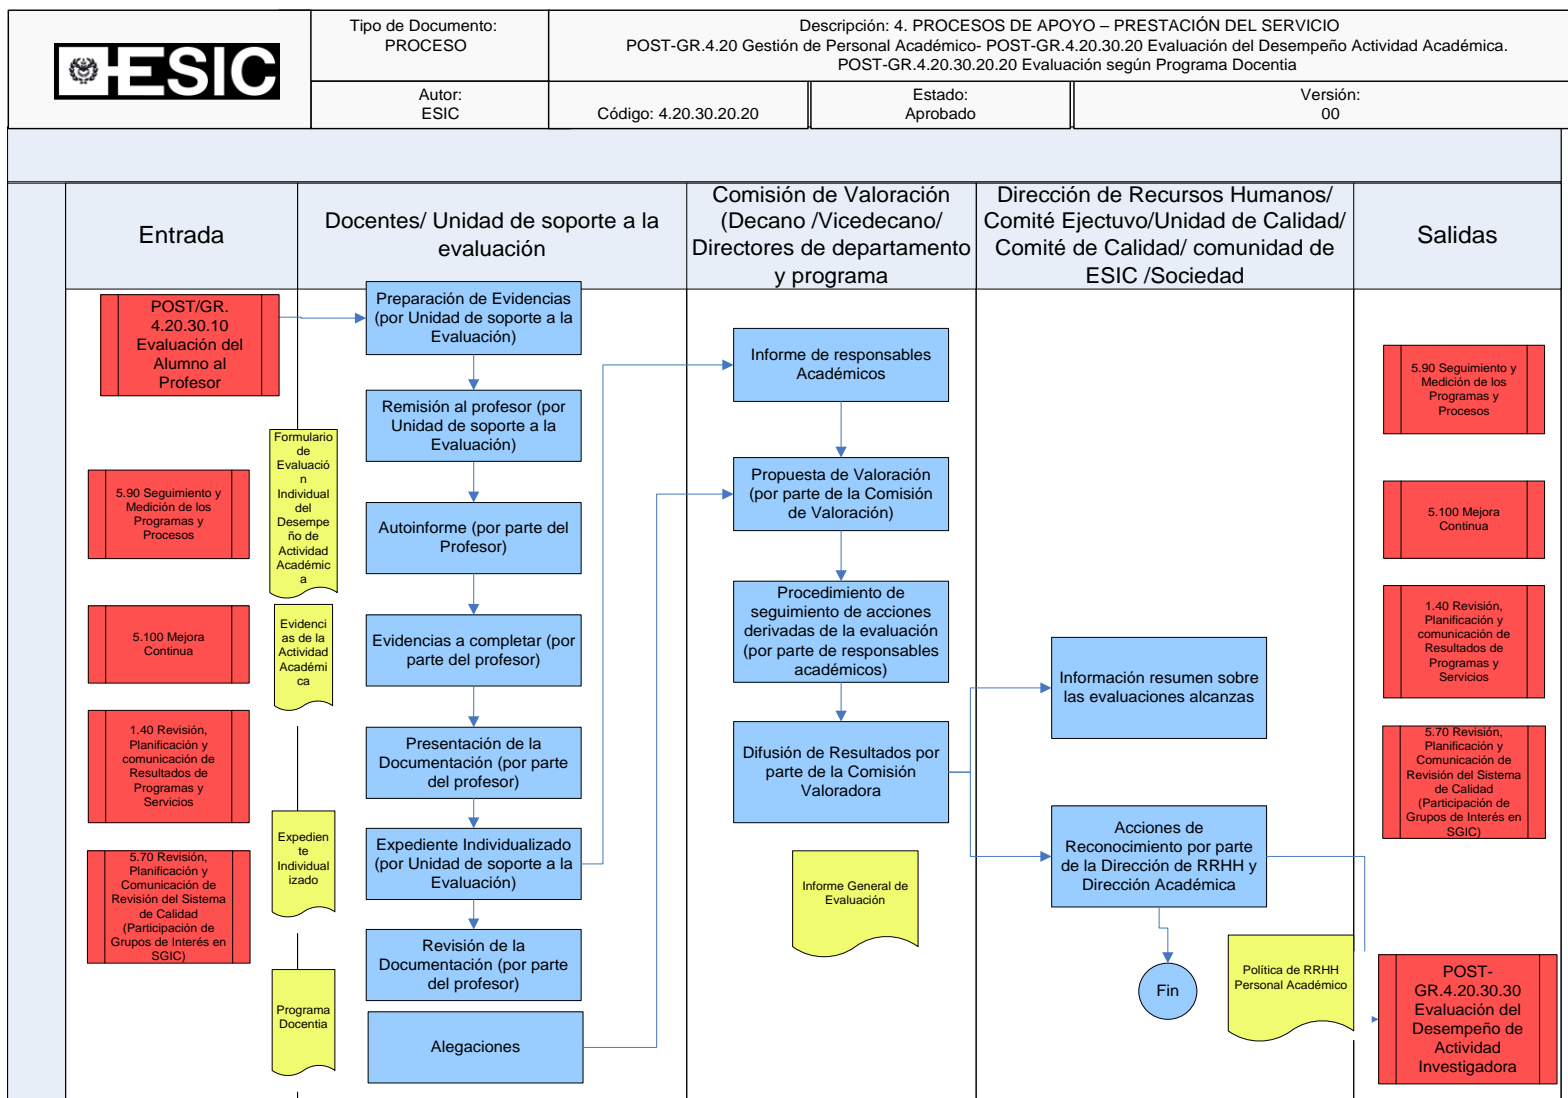 ESIC
Tipo de Documento:
PROCESO
Descripción: 4. PROCESOS DE APOYO – PRESTACIÓN DEL SERVICIO
POST-GR.4.20 Gestión de Personal Académico- POST-GR.4.20.30.20 Evaluación del Desempeño Actividad Académica.
POST-GR.4.20.30.20.20 Evaluación según Programa Docentia
Autor:
ESIC
Código: 4.20.30.20.20
Estado:
Aprobado
Versión:
00
Entrada
Docentes/ Unidad de soporte a la
evaluación
Comisión de Valoración
(Decano /Vicedecano/
Directores de departamento
y programa
Dirección de Recursos Humanos/
Comité Ejectuvo/Unidad de Calidad/
Comité de Calidad/ comunidad de
ESIC /Sociedad
Salidas
POST/GR.
4.20.30.10
Evaluación del
Alumno al
Profesor
5.90 Seguimiento y
Medición de los
Programas y
Procesos
5.100 Mejora
Continua
1.40 Revisión,
Planificación y
comunicación de
Resultados de
Programas y
Servicios
5.70 Revisión,
Planificación y
Comunicación de
Revisión del Sistema
de Calidad
(Participación de
Grupos de Interés en
SGIC)
Formulario
de
Evaluació
n
Individual
del
Desempe
ño de
Actividad
Académic
a
Evidenci
as de la
Actividad
Académi
ca
Expedien
te
Individual
izado
Programa
Docentia
Preparación de Evidencias
(por Unidad de soporte a la
Evaluación)
Remisión al profesor (por
Unidad de soporte a la
Evaluación)
Autoinforme (por parte del
Profesor)
Evidencias a completar (por
parte del profesor)
Presentación de la
Documentación (por parte
del profesor)
Expediente Individualizado
(por Unidad de soporte a la
Evaluación)
Revisión de la
Documentación (por parte
del profesor)
Alegaciones
Informe de responsables
Académicos
Propuesta de Valoración
(por parte de la Comisión
de Valoración)
Procedimiento de
seguimiento de acciones
derivadas de la evaluación
(por parte de responsables
académicos)
Difusión de Resultados por
parte de la Comisión
Valoradora
Informe General de
Evaluación
Información resumen sobre
las evaluaciones alcanzas
Acciones de
Reconocimiento por parte
de la Dirección de RRHH y
Dirección Académica
Fin
Política de RRHH
Personal Académico
5.90 Seguimiento y
Medición de los
Programas y
Procesos
5.100 Mejora
Continua
1.40 Revisión,
Planificación y
comunicación de
Resultados de
Programas y
Servicios
5.70 Revisión,
Planificación y
Comunicación de
Revisión del Sistema
de Calidad
(Participación de
Grupos de Interés en
SGIC)
POST-
GR.4.20.30.30
Evaluación del
Desempeño de
Actividad
Investigadora